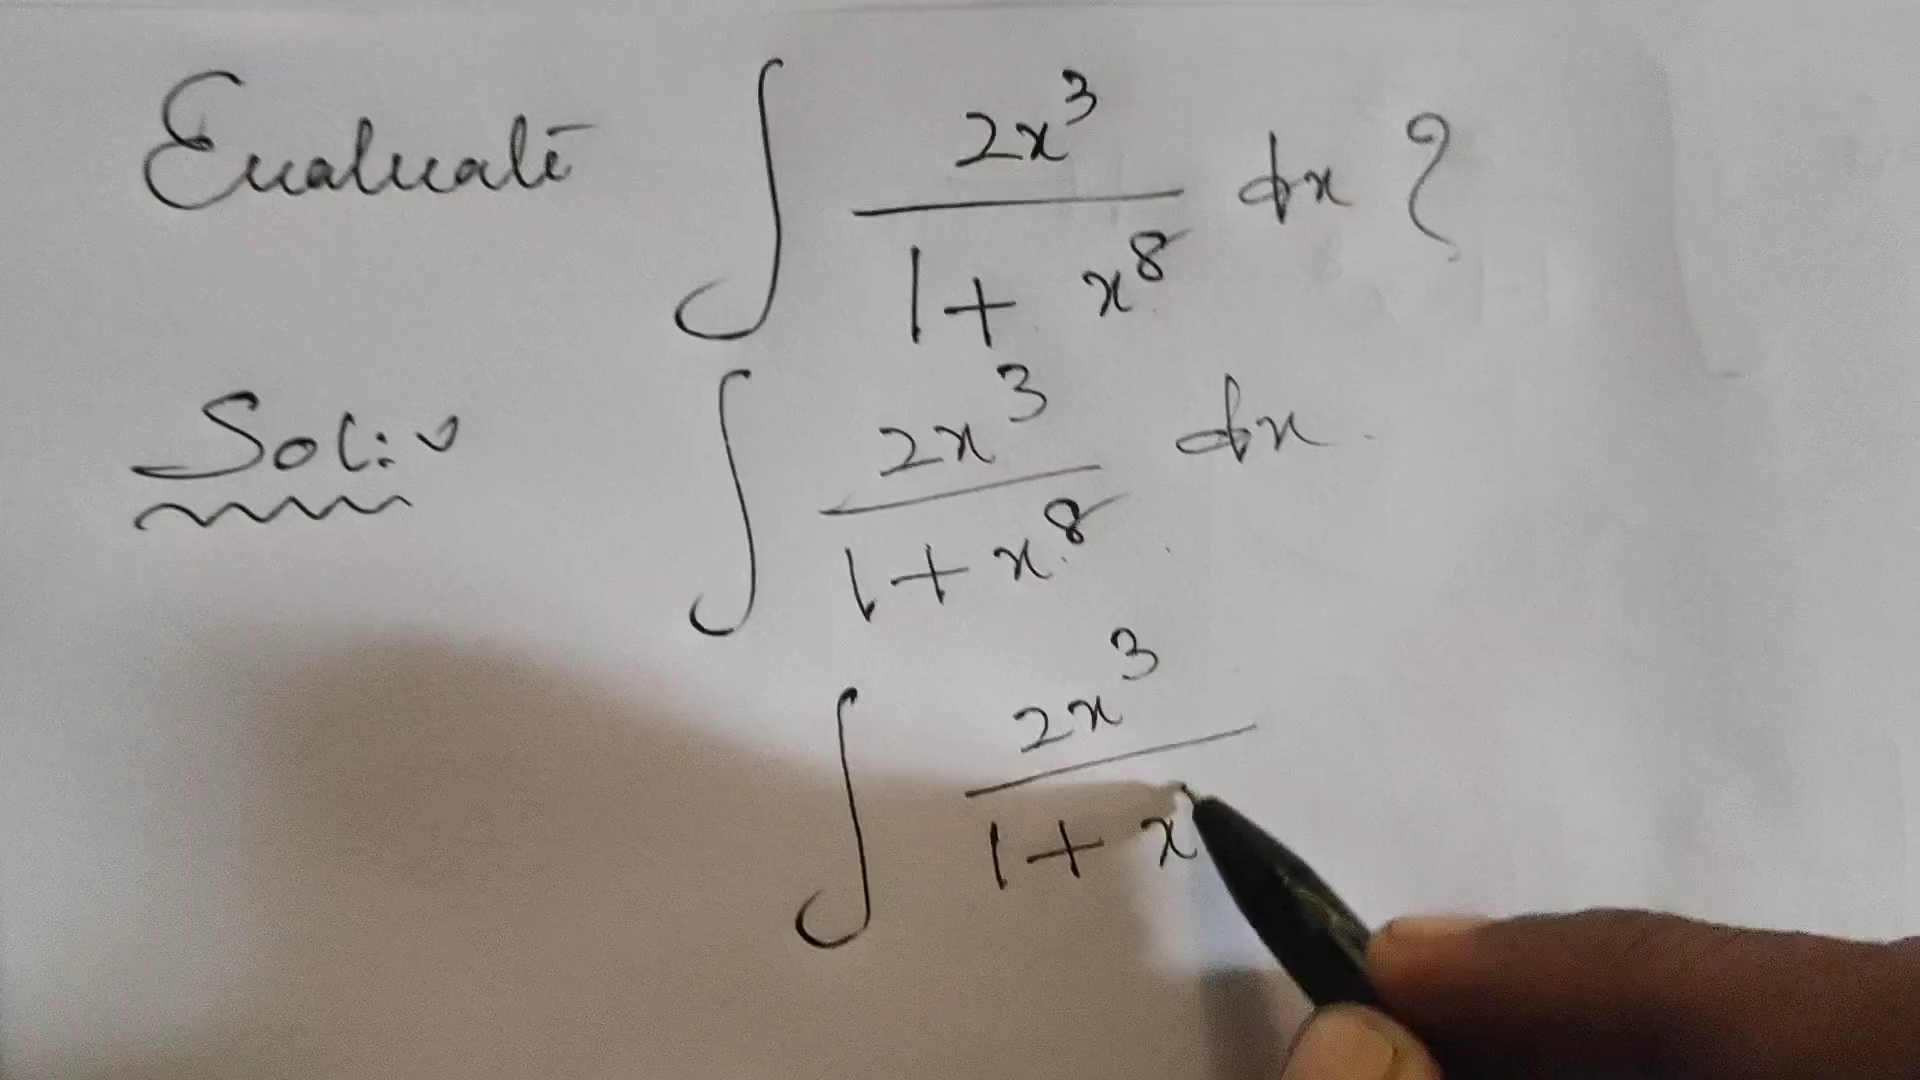 Evaluate ∫ 2x³/(1 + x⁸) dx ?
Sol:- ∫ 2x³/(1 + x⁸) dx.
∫ 2x³/(1 + x